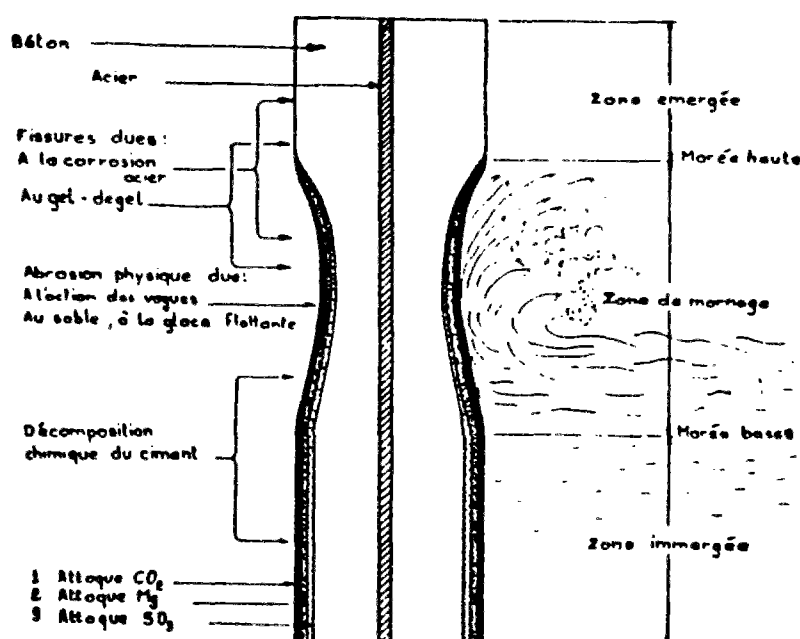 Béton
Acier
Fissures dues:
A la corrosion
acier
Au gel-degel
Abrasion physique due:
A l'action des vagues
Au sable, à la glace flottante
Décomposition
chimique du ciment
1 Attaque CO2
2 Attaque Mg
3 Attaque SO3
Zone emergée
Marée haute
Zone de marnage
Marée basse
Zone immergée